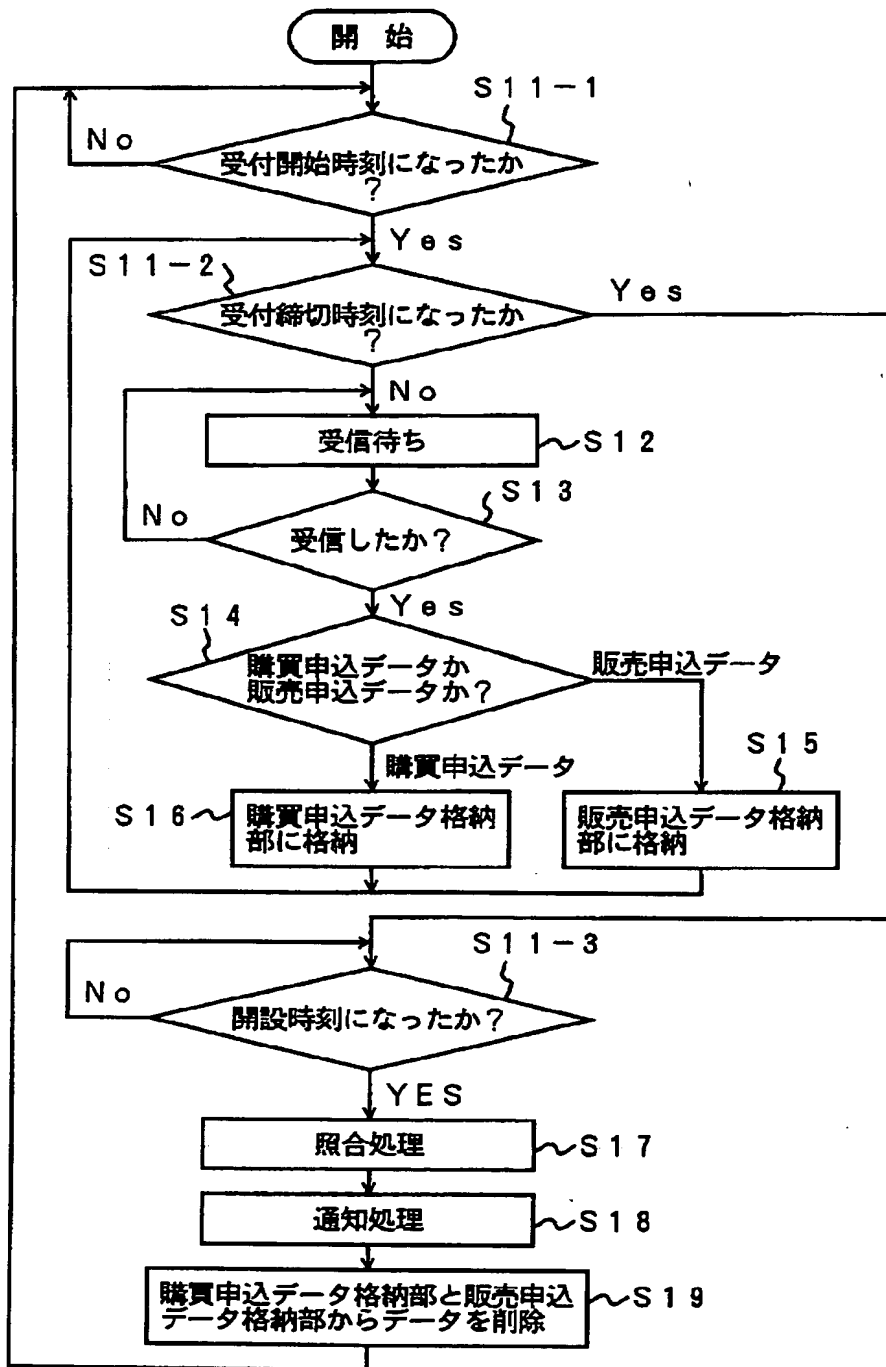 開 始
S11-1
No
受付開始時刻になったか
?
Yes
S11-2
Yes
受付締切時刻になったか
?
No
受信待ち
S12
S13
No
受信したか?
Yes
S14
購買申込データか
販売申込データか?
販売申込データ
購買申込データ
S15
S16
購買申込データ格納
部に格納
販売申込データ格納
部に格納
S11-3
No
開設時刻になったか?
YES
照合処理
S17
通知処理
S18
購買申込データ格納部と販売申込
データ格納部からデータを削除
S19